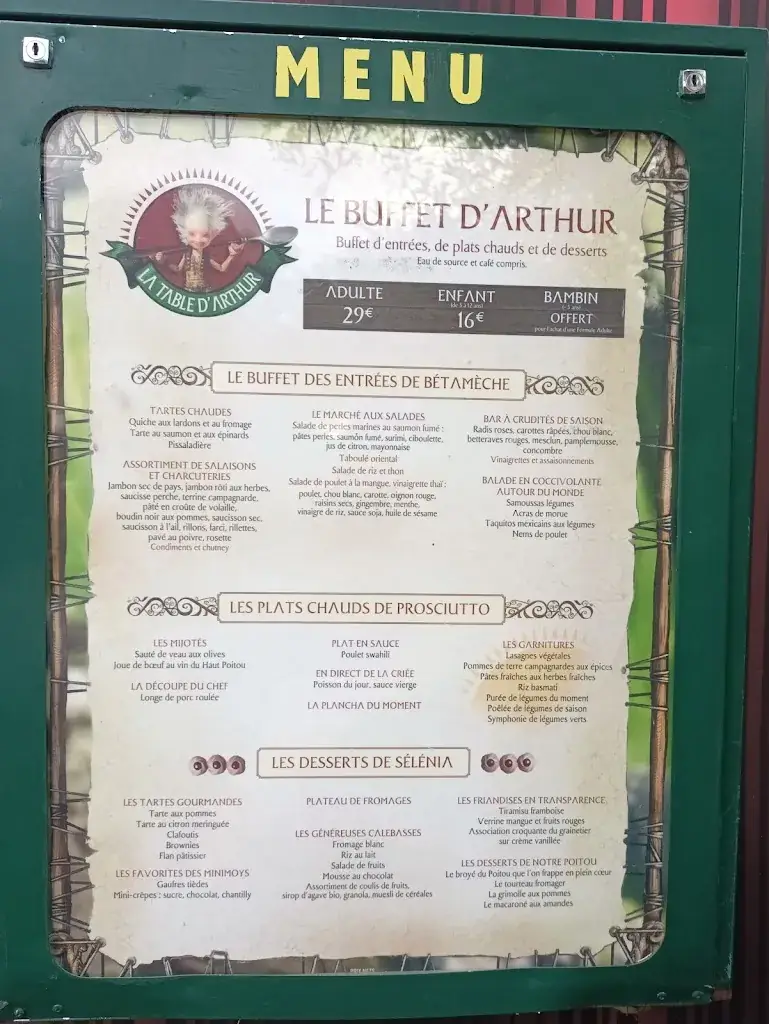 MENU
LA TABLE D'ARTHUR
LE BUFFET D'ARTHUR
Buffet d'entrées, de plats chauds et de desserts
Eau de source et café compris.
ADULTE
29€
ENFANT
(de 5 à 12 ans)
16€
BAMBIN
(-5 ans)
OFFERT
pour l'achat d'une Formule Adulte
LE BUFFET DES ENTRÉES DE BÉTAMÈCHE
TARTES CHAUDES
Quiche aux lardons et au fromage
Tarte au saumon et aux épinards
Pissaladière
ASSORTIMENT DE SALAISONS
ET CHARCUTERIES
Jambon sec de pays, jambon rôti aux herbes,
saucisse perche, terrine campagnarde,
pâté en croûte de volaille,
boudin noir aux pommes, saucisson sec,
saucisson à l'ail, rillons, farci, rillettes,
pavé au poivre, rosette
Condiments et chutney
LE MARCHÉ AUX SALADES
Salade de perles marines au saumon fumé :
pâtes perles, saumon fumé, surimi, ciboulette,
jus de citron, mayonnaise
Taboulé oriental
Salade de riz et thon
Salade de poulet à la mangue, vinaigrette thaï :
poulet, chou blanc, carotte, oignon rouge,
raisins secs, gingembre, menthe,
vinaigre de riz, sauce soja, huile de sésame
BAR À CRUDITÉS DE SAISON
Radis roses, carottes râpées, chou blanc,
betteraves rouges, mesclun, pamplemousse,
concombre
Vinaigrettes et assaisonnements
BALADE EN COCCIVOLANTE
AUTOUR DU MONDE
Samoussas légumes
Acras de morue
Taquitos mexicains aux légumes
Nems de poulet
LES PLATS CHAUDS DE PROSCIUTTO
LES MIJOTÉS
Sauté de veau aux olives
Joue de bœuf au vin du Haut Poitou
LA DÉCOUPE DU CHEF
Longe de porc roulée
PLAT EN SAUCE
Poulet swahili
EN DIRECT DE LA CRIÉE
Poisson du jour, sauce vierge
LA PLANCHA DU MOMENT
LES GARNITURES
Lasagnes végétales
Pommes de terre campagnardes aux épices
Pâtes fraîches aux herbes fraîches
Riz basmati
Purée de légumes du moment
Poêlée de légumes de saison
Symphonie de légumes verts
LES DESSERTS DE SÉLÉNIA
LES TARTES GOURMANDES
Tarte aux pommes
Tarte au citron meringuée
Clafoutis
Brownies
Flan pâtissier
LES FAVORITES DES MINIMOYS
Gaufres tièdes
Mini-crêpes : sucre, chocolat, chantilly
PLATEAU DE FROMAGES
LES GÉNÉREUSES CALEBASSES
Fromage blanc
Riz au lait
Salade de fruits
Mousse au chocolat
Assortiment de coulis de fruits,
sirop d'agave bio, granola, muesli de céréales
LES FRIANDISES EN TRANSPARENCE
Tiramisu framboise
Verrine mangue et fruits rouges
Association croquante du grainetier
sur crème vanillée
LES DESSERTS DE NOTRE POITOU
Le broyé du Poitou que l'on frappe en plein cœur
Le tourteau fromager
La grimolle aux pommes
Le macaroné aux amandes